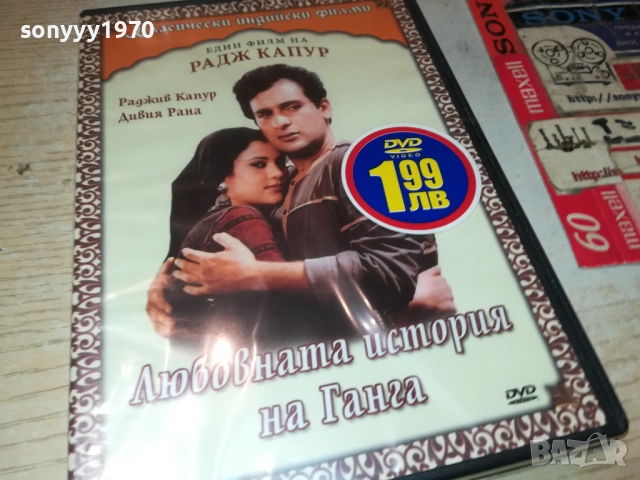 sonyyy1970
класически индийски филми
ЕДИН ФИЛМ НА
РАДЖ КАПУР
Раджив Капур
Дивия Рана
DVD
VIDEO
1 99
ЛВ
Любовната история
на Ганга
DVD
SON
maxell
SONY
60
maxell
BAZAR